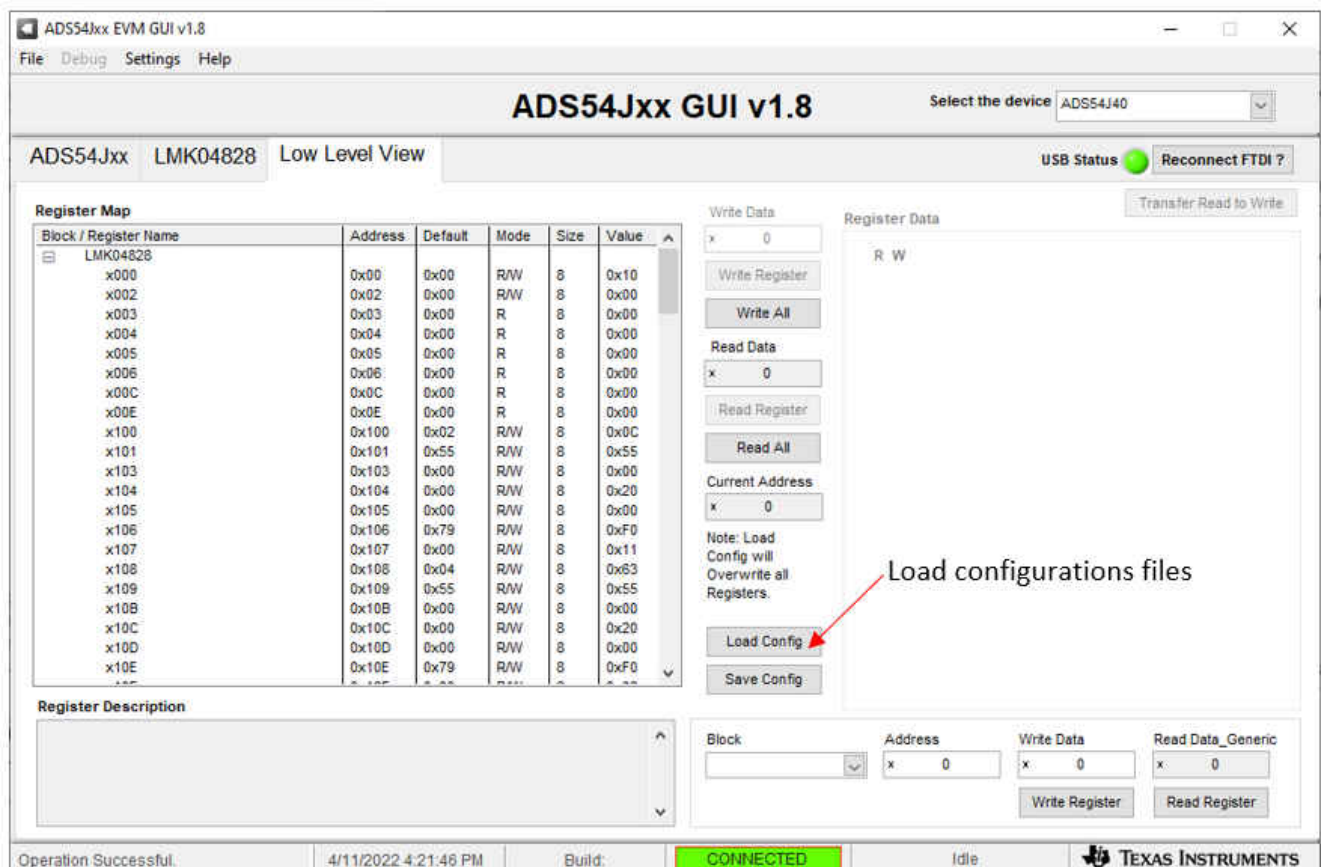 ADS54Jxx EVM GUI v1.8
File Debug Settings Help
ADS54Jxx GUI v1.8
Select the device ADS54J40
ADS54Jxx LMK04828 Low Level View
USB Status Reconnect FTDI ?
Transfer Read to Write
Register Map
Block / Register Name Address Default Mode Size Value
LMK04828
x000 0x00 0x00 R/W 8 0x10
x002 0x02 0x00 R/W 8 0x00
x003 0x03 0x00 R 8 0x00
x004 0x04 0x00 R 8 0x00
x005 0x05 0x00 R 8 0x00
x006 0x06 0x00 R 8 0x00
x00C 0x0C 0x00 R 8 0x00
x00E 0x0E 0x00 R 8 0x00
x100 0x100 0x02 R/W 8 0x0C
x101 0x101 0x55 R/W 8 0x55
x103 0x103 0x00 R/W 8 0x00
x104 0x104 0x00 R/W 8 0x20
x105 0x105 0x00 R/W 8 0x00
x106 0x106 0x79 R/W 8 0xF0
x107 0x107 0x00 R/W 8 0x11
x108 0x108 0x04 R/W 8 0x63
x109 0x109 0x55 R/W 8 0x55
x10B 0x10B 0x00 R/W 8 0x00
x10C 0x10C 0x00 R/W 8 0x20
x10D 0x10D 0x00 R/W 8 0x00
x10E 0x10E 0x79 R/W 8 0xF0
Write Data
x 0
Write Register
Write All
Read Data
x 0
Read Register
Read All
Current Address
x 0
Note: Load
Config will
Overwrite all
Registers.
Load Config
Save Config
Register Data
R W
Load configurations files
Register Description
Block Address Write Data Read Data_Generic
x 0 x 0 x 0
Write Register Read Register
Operation Successful. 4/11/2022 4:21:46 PM Build: CONNECTED Idle TEXAS INSTRUMENTS